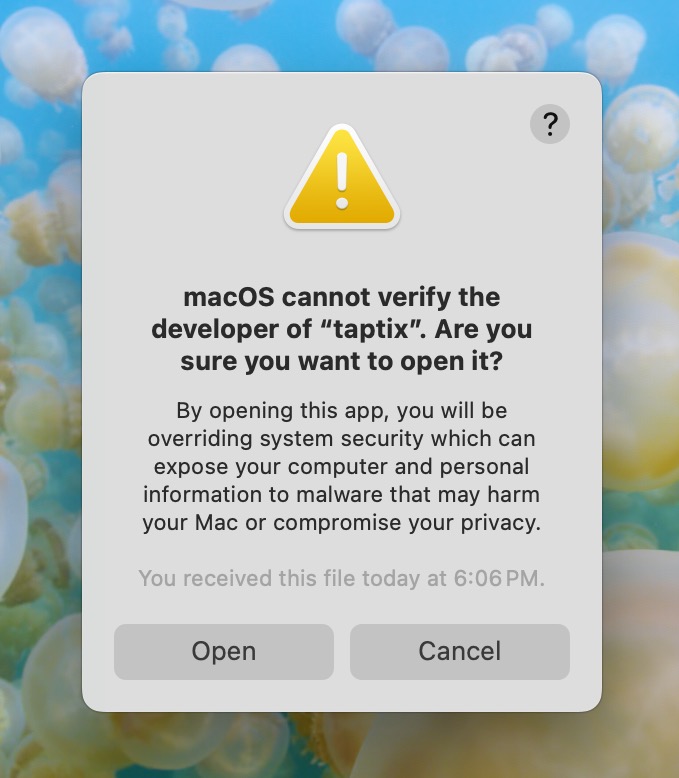 ?
macOS cannot verify the
developer of “taptix”. Are you
sure you want to open it?
By opening this app, you will be
overriding system security which can
expose your computer and personal
information to malware that may harm
your Mac or compromise your privacy.
You received this file today at 6:06 PM.
Open
Cancel